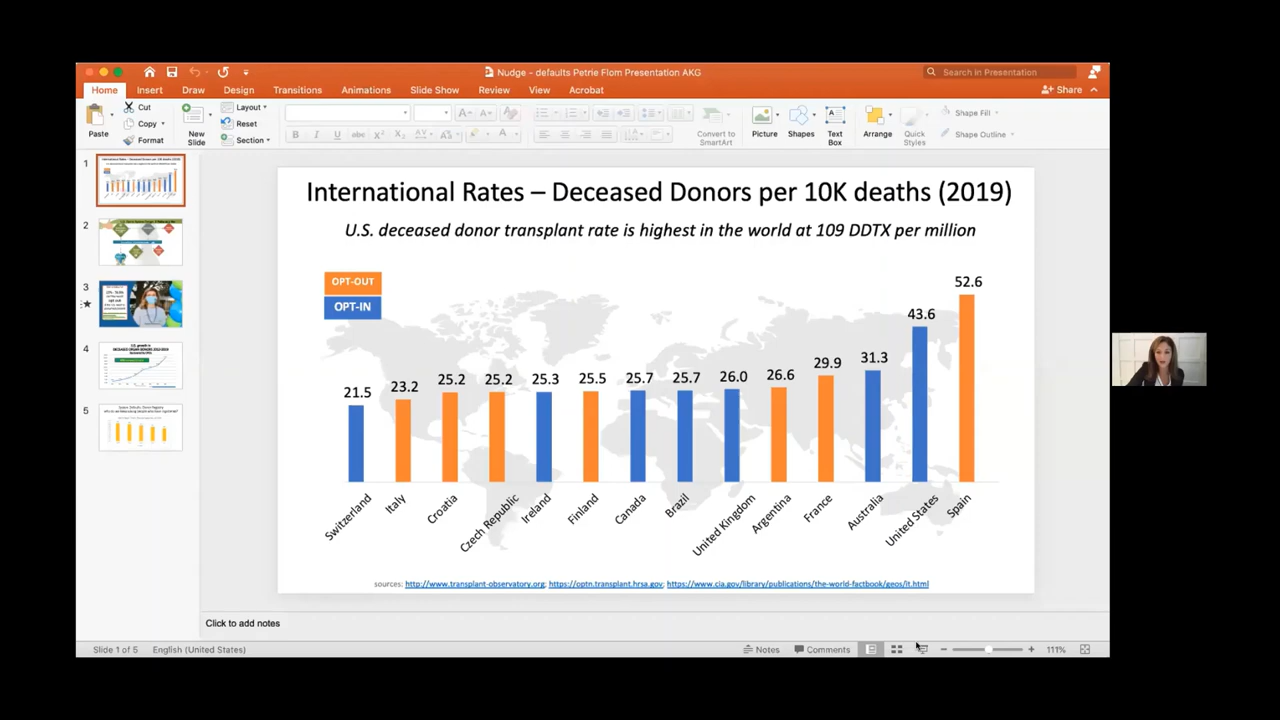 Nudge - defaults Petrie Flom Presentation AKG
Search in Presentation
Home Insert Draw Design Transitions Animations Slide Show Review View Acrobat
Share
Paste
Cut
Copy
Format
New
Slide
Layout
Reset
Section
Convert to
SmartArt
Picture
Shapes
Text
Box
Arrange
Quick
Styles
Shape Fill
Shape Outline
1
2
3
4
5
International Rates – Deceased Donors per 10K deaths (2019)
U.S. deceased donor transplant rate is highest in the world at 109 DDTX per million
OPT-OUT
OPT-IN
21.5 23.2 25.2 25.2 25.3 25.5 25.7 25.7 26.0 26.6 29.9 31.3 43.6 52.6
Switzerland Italy Croatia Czech Republic Ireland Finland Canada Brazil United Kingdom Argentina France Australia United States Spain
sources: http://www.transplant-observatory.org; https://optn.transplant.hrsa.gov; https://www.cia.gov/library/publications/the-world-factbook/geos/it.html
Click to add notes
Slide 1 of 5 English (United States) Notes Comments 111%